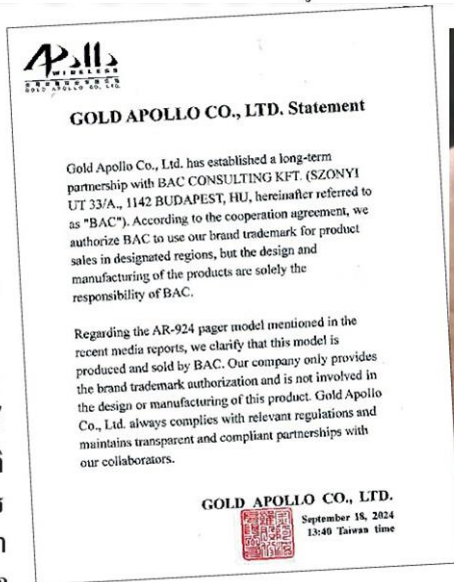 Apollo
WIRELESS
GOLD APOLLO CO., LTD.
GOLD APOLLO CO., LTD. Statement
Gold Apollo Co., Ltd. has established a long-term
partnership with BAC CONSULTING KFT. (SZONYI
UT 33/A., 1142 BUDAPEST, HU, hereinafter referred to
as "BAC"). According to the cooperation agreement, we
authorize BAC to use our brand trademark for product
sales in designated regions, but the design and
manufacturing of the products are solely the
responsibility of BAC.
Regarding the AR-924 pager model mentioned in the
recent media reports, we clarify that this model is
produced and sold by BAC. Our company only provides
the brand trademark authorization and is not involved in
the design or manufacturing of this product. Gold Apollo
Co., Ltd. always complies with relevant regulations and
maintains transparent and compliant partnerships with
our collaborators.
GOLD APOLLO CO., LTD.
September 18, 2024
13:40 Taiwan time